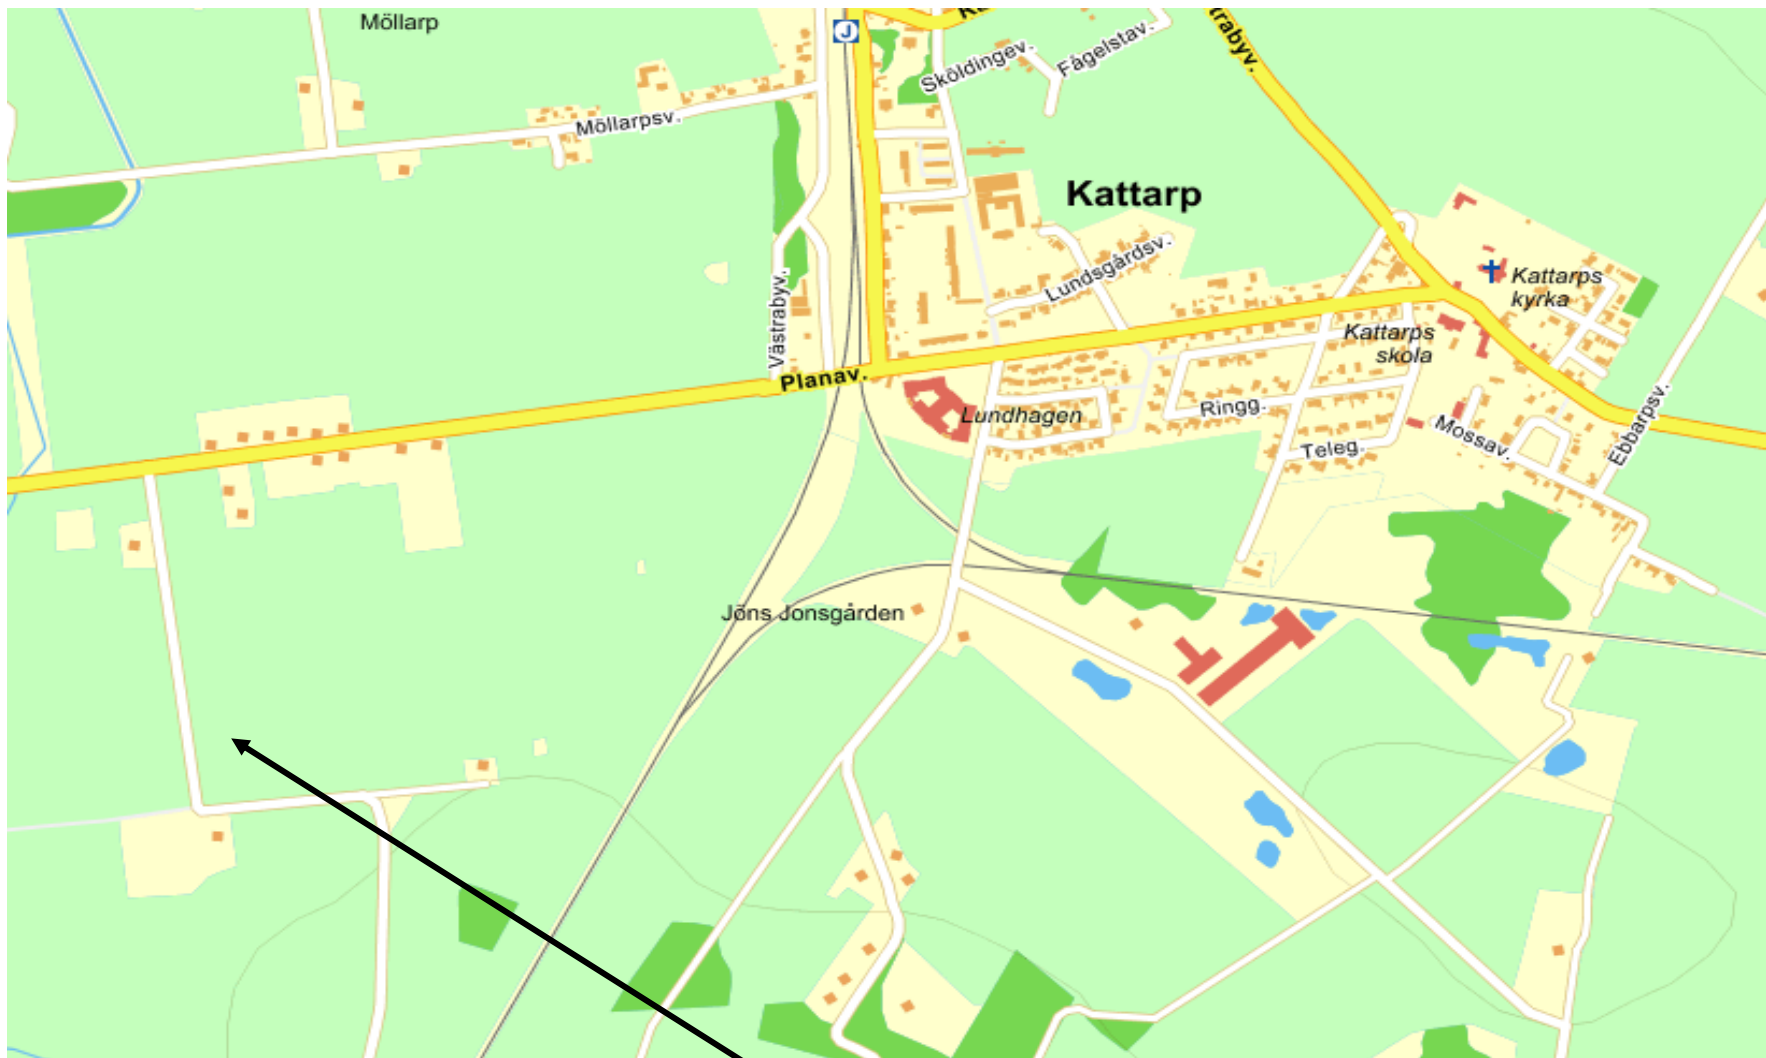 Möllarp
J
Sköldingev.
Fågelstav.
trabyv.
Möllarpsv.
Kattarp
Lundsgårdsv.
Västrabyv.
Kattarps
kyrka
Kattarps
skola
Planav.
Lundhagen
Ringg.
Teleg.
Mossav.
Ebbarpsv.
Jöns Jonsgården